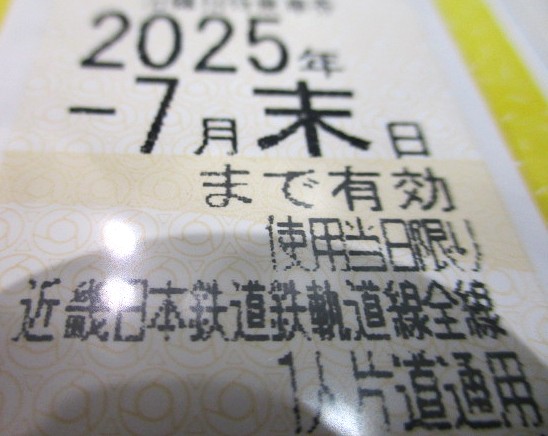 2025年
-7月末日
まで有効
使用当日限り
近畿日本鉄道鉄軌道線全線
1人片道通用